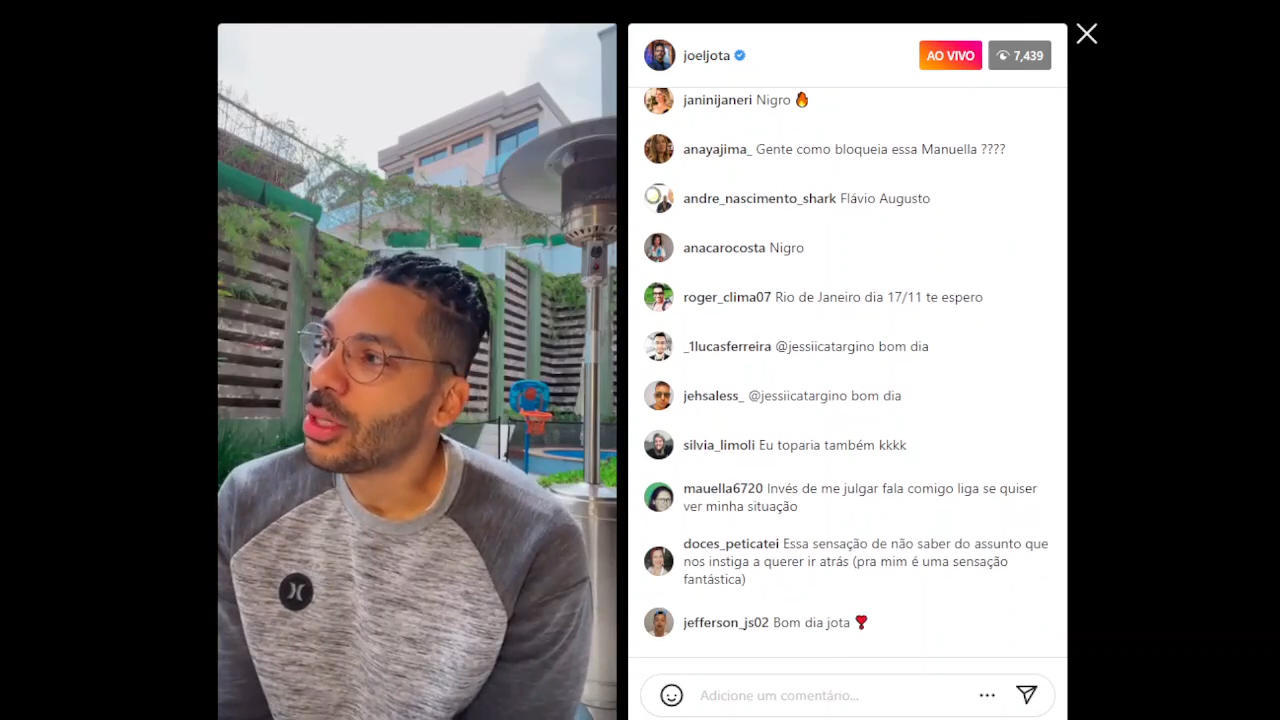 joeljota
AO VIVO
7,439
janinijaneri Nigro 🔥
anayajima_ Gente como bloqueia essa Manuella ????
andre_nascimento_shark Flávio Augusto
anacarocosta Nigro
roger_clima07 Rio de Janeiro dia 17/11 te espero
_1lucasferreira @jessiicatargino bom dia
jehsaless_ @jessiicatargino bom dia
silvia_limoli Eu toparia também kkkk
mauella6720 Invés de me julgar fala comigo liga se quiser
ver minha situação
doces_peticatei Essa sensação de não saber do assunto que
nos instiga a querer ir atrás (pra mim é uma sensação
fantástica)
jefferson_js02 Bom dia jota ❣️
Adicione um comentário...